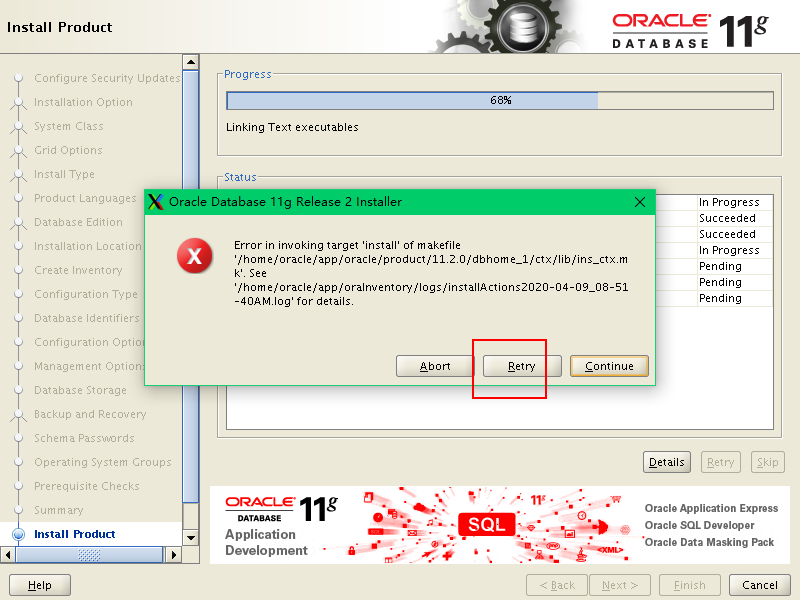 Install Product
ORACLE
DATABASE
11g
Configure Security Updates
Installation Option
System Class
Grid Options
Install Type
Product Languages
Database Edition
Installation Location
Create Inventory
Configuration Type
Database Identifiers
Configuration Option
Management Options
Database Storage
Backup and Recovery
Schema Passwords
Operating System Groups
Prerequisite Checks
Summary
Install Product
Progress
68%
Linking Text executables
Status
In Progress
Succeeded
Succeeded
In Progress
Pending
Pending
Pending
Oracle Database 11g Release 2 Installer
Error in invoking target 'install' of makefile
'/home/oracle/app/oracle/product/11.2.0/dbhome_1/ctx/lib/ins_ctx.m
k'. See
'/home/oracle/app/oraInventory/logs/installActions2020-04-09_08-51
-40AM.log' for details.
Abort
Retry
Continue
Details
Retry
Skip
ORACLE
DATABASE
11g
Application
Development
11g
SQL
<XML>
Oracle Application Express
Oracle SQL Developer
Oracle Data Masking Pack
Help
< Back
Next >
Finish
Cancel